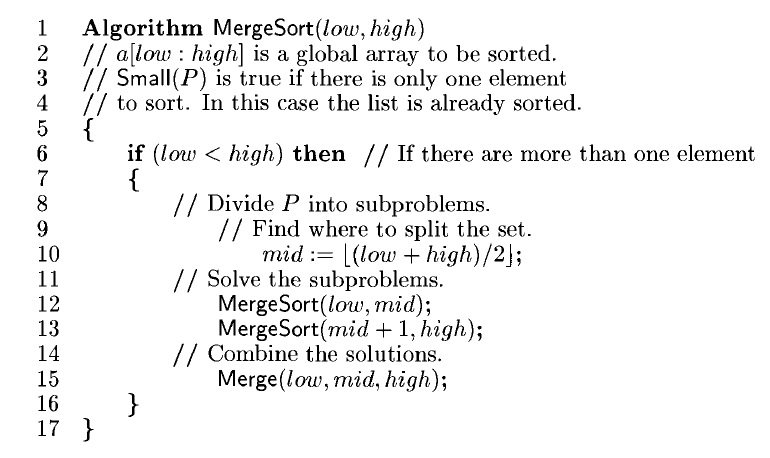 1 Algorithm MergeSort(low, high)
2 // a[low : high] is a global array to be sorted.
3 // Small(P) is true if there is only one element
4 // to sort. In this case the list is already sorted.
5 {
6 if (low < high) then // If there are more than one element
7 {
8 // Divide P into subproblems.
9 // Find where to split the set.
10 mid := ⌊(low + high)/2⌋;
11 // Solve the subproblems.
12 MergeSort(low, mid);
13 MergeSort(mid + 1, high);
14 // Combine the solutions.
15 Merge(low, mid, high);
16 }
17 }